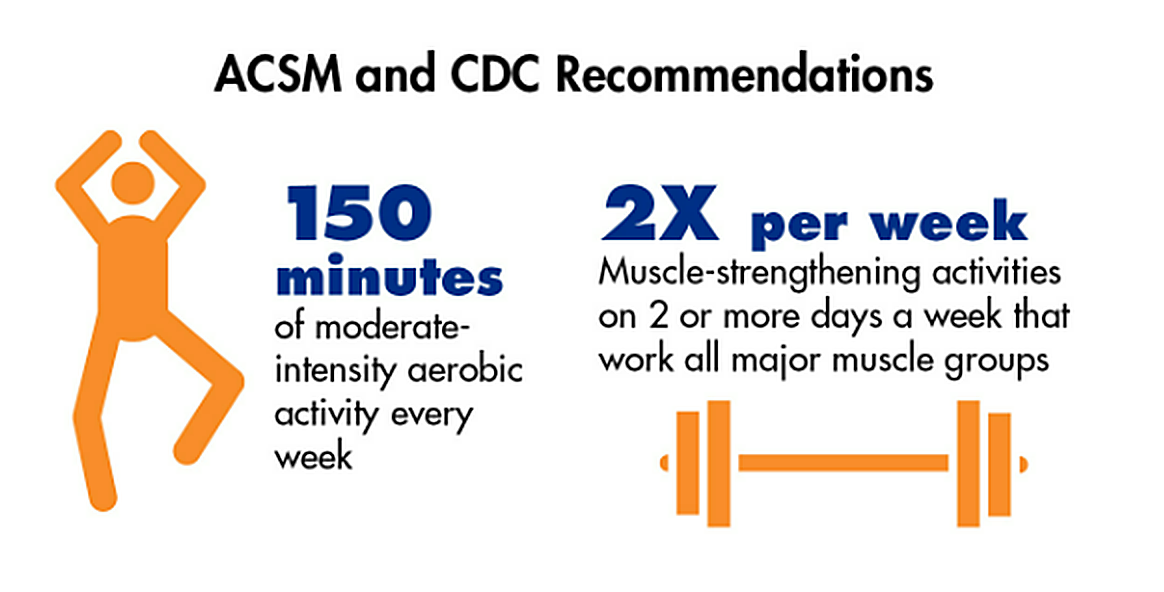 ACSM and CDC Recommendations
150
minutes
of moderate-
intensity aerobic
activity every
week
2X per week
Muscle-strengthening activities
on 2 or more days a week that
work all major muscle groups